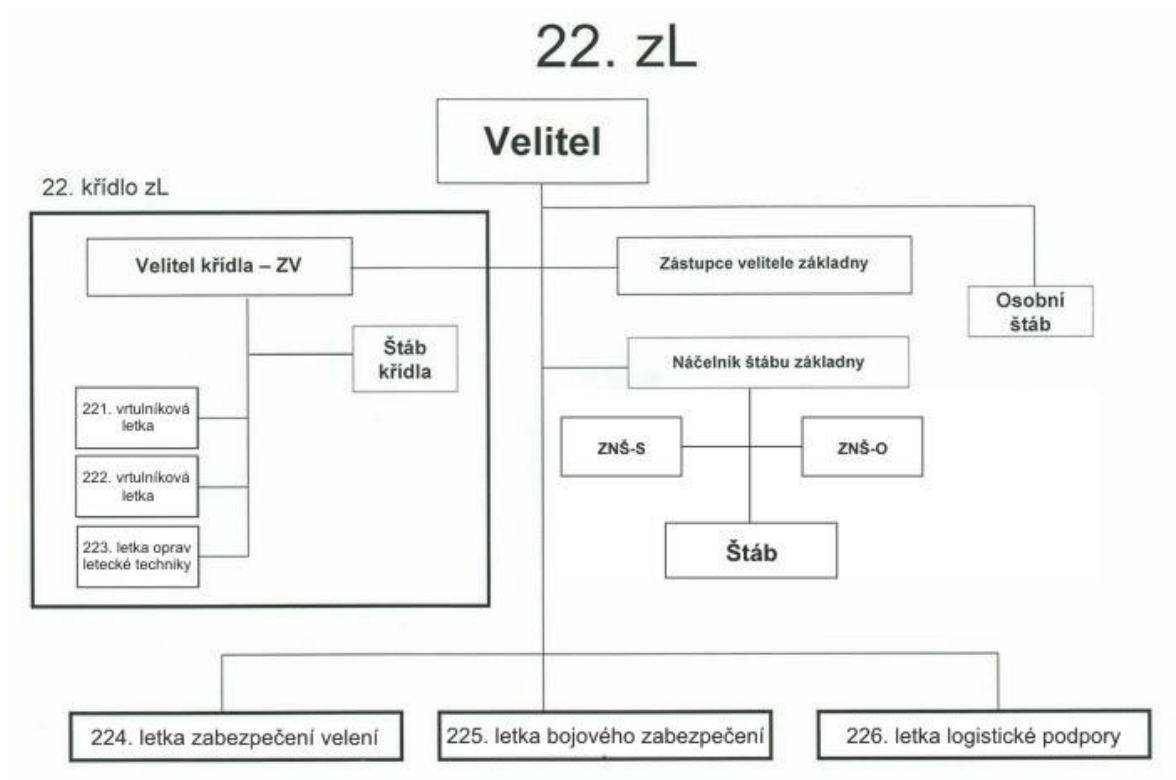 22. zL
Velitel
22. křídlo zL
Velitel křídla – ZV
Zástupce velitele základny
Osobní
štáb
Štáb
křídla
Náčelník štábu základny
221. vrtulníková
letka
ZNŠ-S
ZNŠ-O
222. vrtulníková
letka
223. letka oprav
letecké techniky
Štáb
224. letka zabezpečení velení
225. letka bojového zabezpečení
226. letka logistické podpory